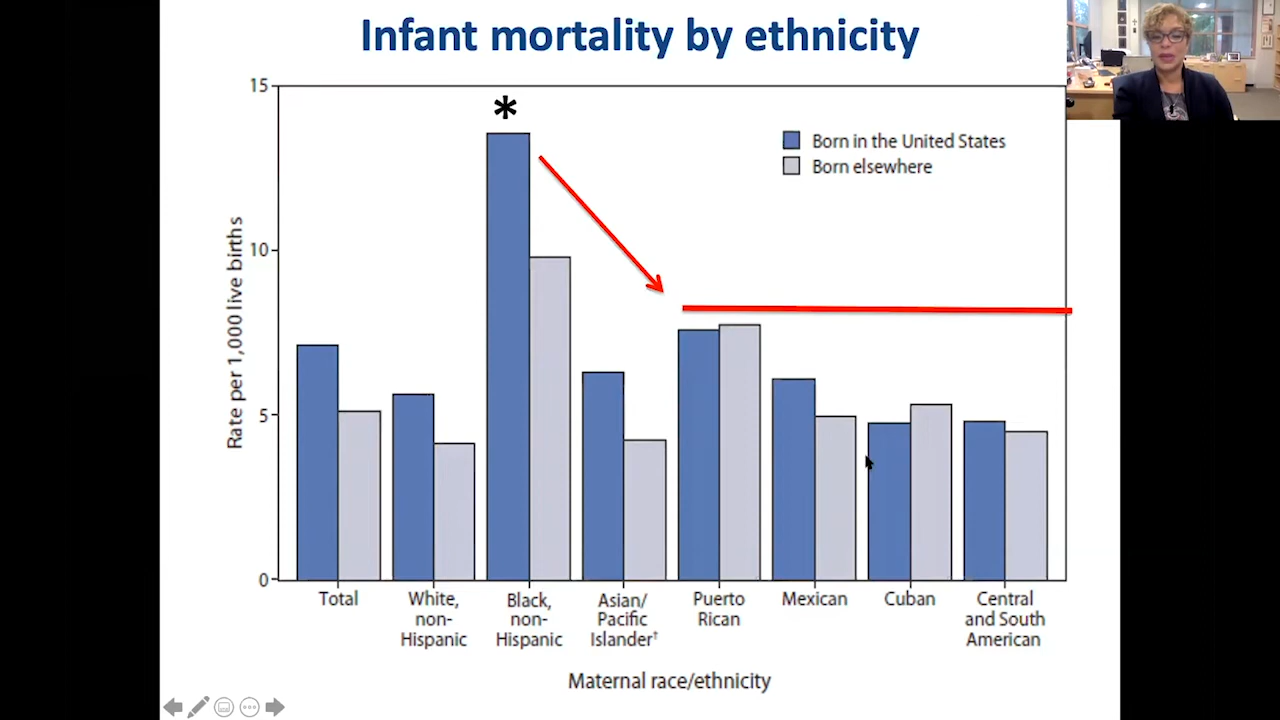 Infant mortality by ethnicity
15
*
Born in the United States
Born elsewhere
10
5
0
Rate per 1,000 live births
Total
White,
non-
Hispanic
Black,
non-
Hispanic
Asian/
Pacific
Islander†
Puerto
Rican
Mexican
Cuban
Central
and South
American
Maternal race/ethnicity